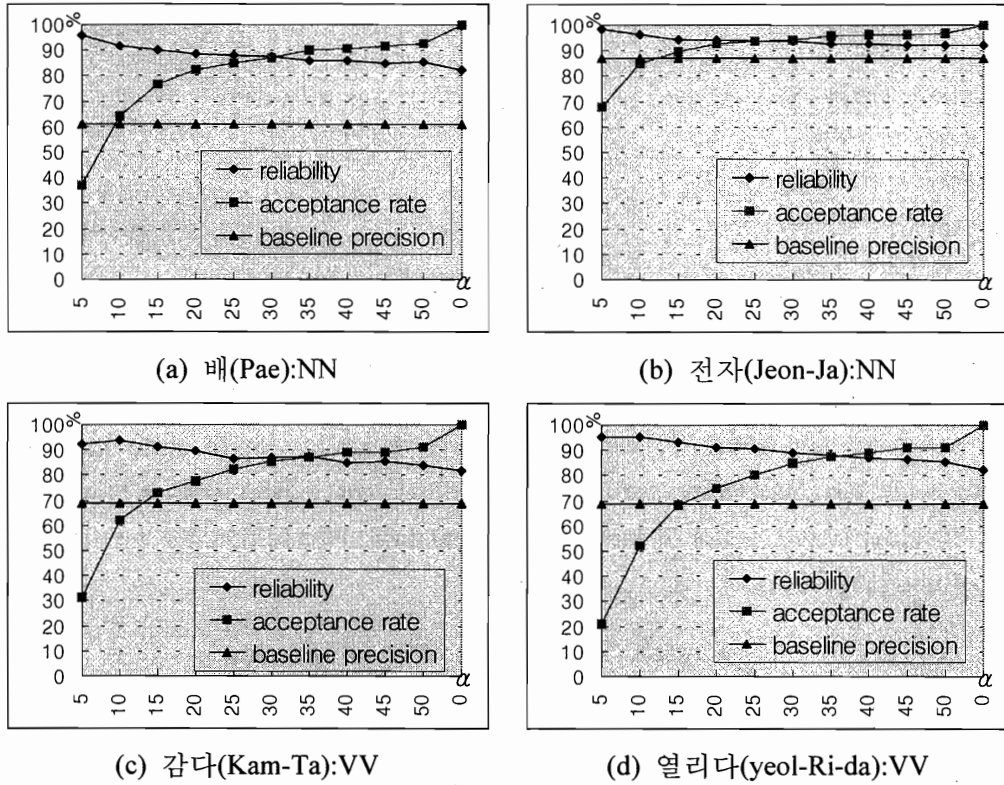 100%
90
80
70
60
50
40
30
20
10
0
reliability
acceptance rate
baseline precision
α
5 10 15 20 25 30 35 40 45 50 0
(a) 배(Pae):NN
100%
90
80
70
60
50
40
30
20
10
0
reliability
acceptance rate
baseline precision
α
5 10 15 20 25 30 35 40 45 50 0
(b) 전자(Jeon-Ja):NN
100%
90
80
70
60
50
40
30
20
10
0
reliability
acceptance rate
baseline precision
α
5 10 15 20 25 30 35 40 45 50 0
(c) 감다(Kam-Ta):VV
100%
90
80
70
60
50
40
30
20
10
0
reliability
acceptance rate
baseline precision
α
5 10 15 20 25 30 35 40 45 50 0
(d) 열리다(yeol-Ri-da):VV